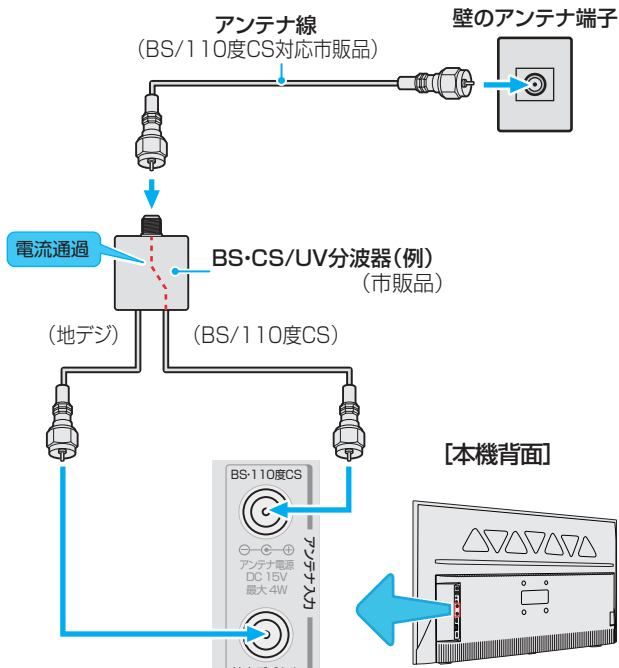 アンテナ線
（BS/110度CS対応市販品）
壁のアンテナ端子
電流通過
BS・CS/UV分波器（例）
（市販品）
（地デジ）
（BS/110度CS）
［本機背面］
BS・110度CS
アンテナ電源
DC 15V
最大 4W
アンテナ入力